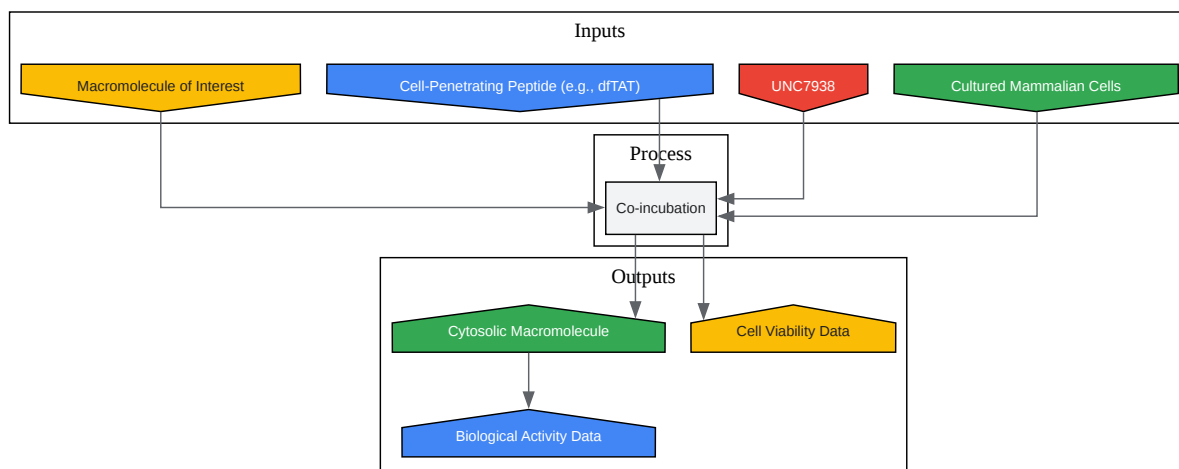 Inputs
Macromolecule of Interest
Cell-Penetrating Peptide (e.g., dfTAT)
UNC7938
Cultured Mammalian Cells
Process
Co-incubation
Outputs
Cytosolic Macromolecule
Cell Viability Data
Biological Activity Data